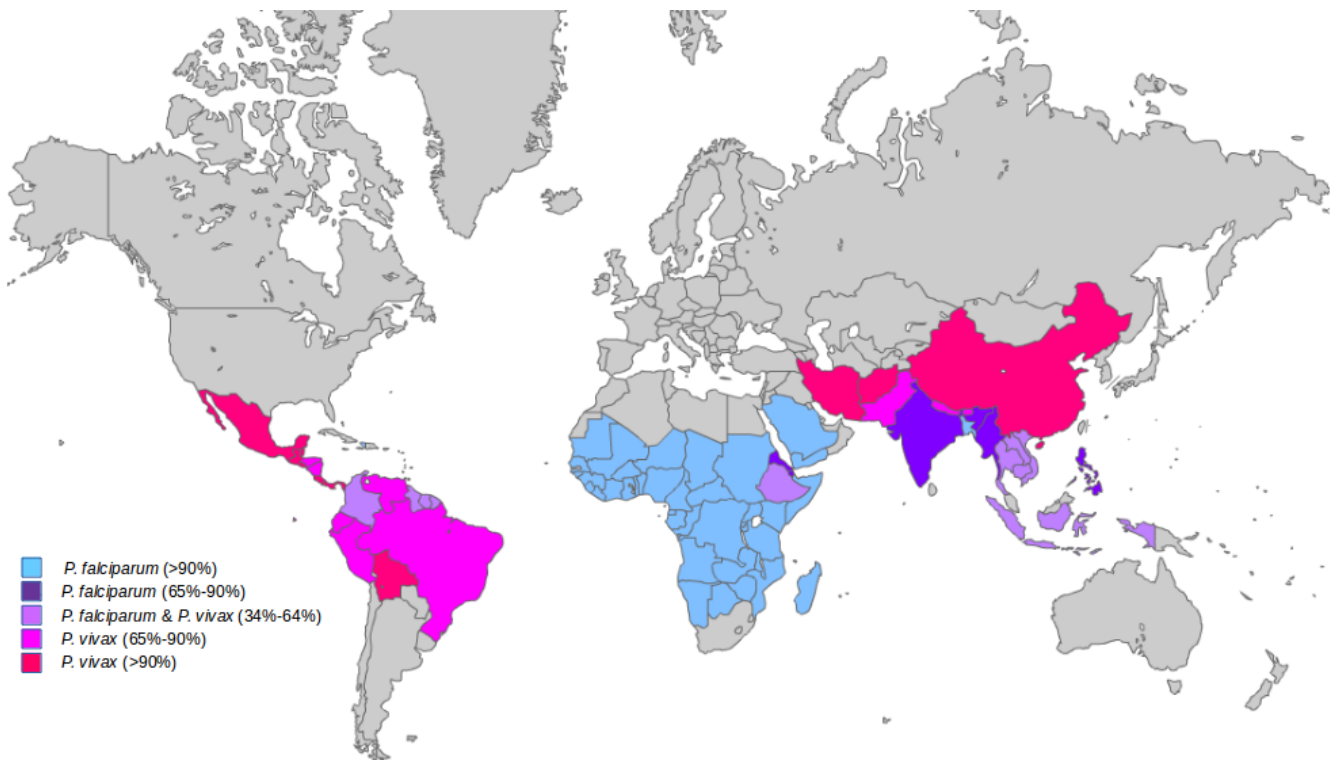 P. falciparum (>90%)
P. falciparum (65%-90%)
P. falciparum & P. vivax (34%-64%)
P. vivax (65%-90%)
P. vivax (>90%)